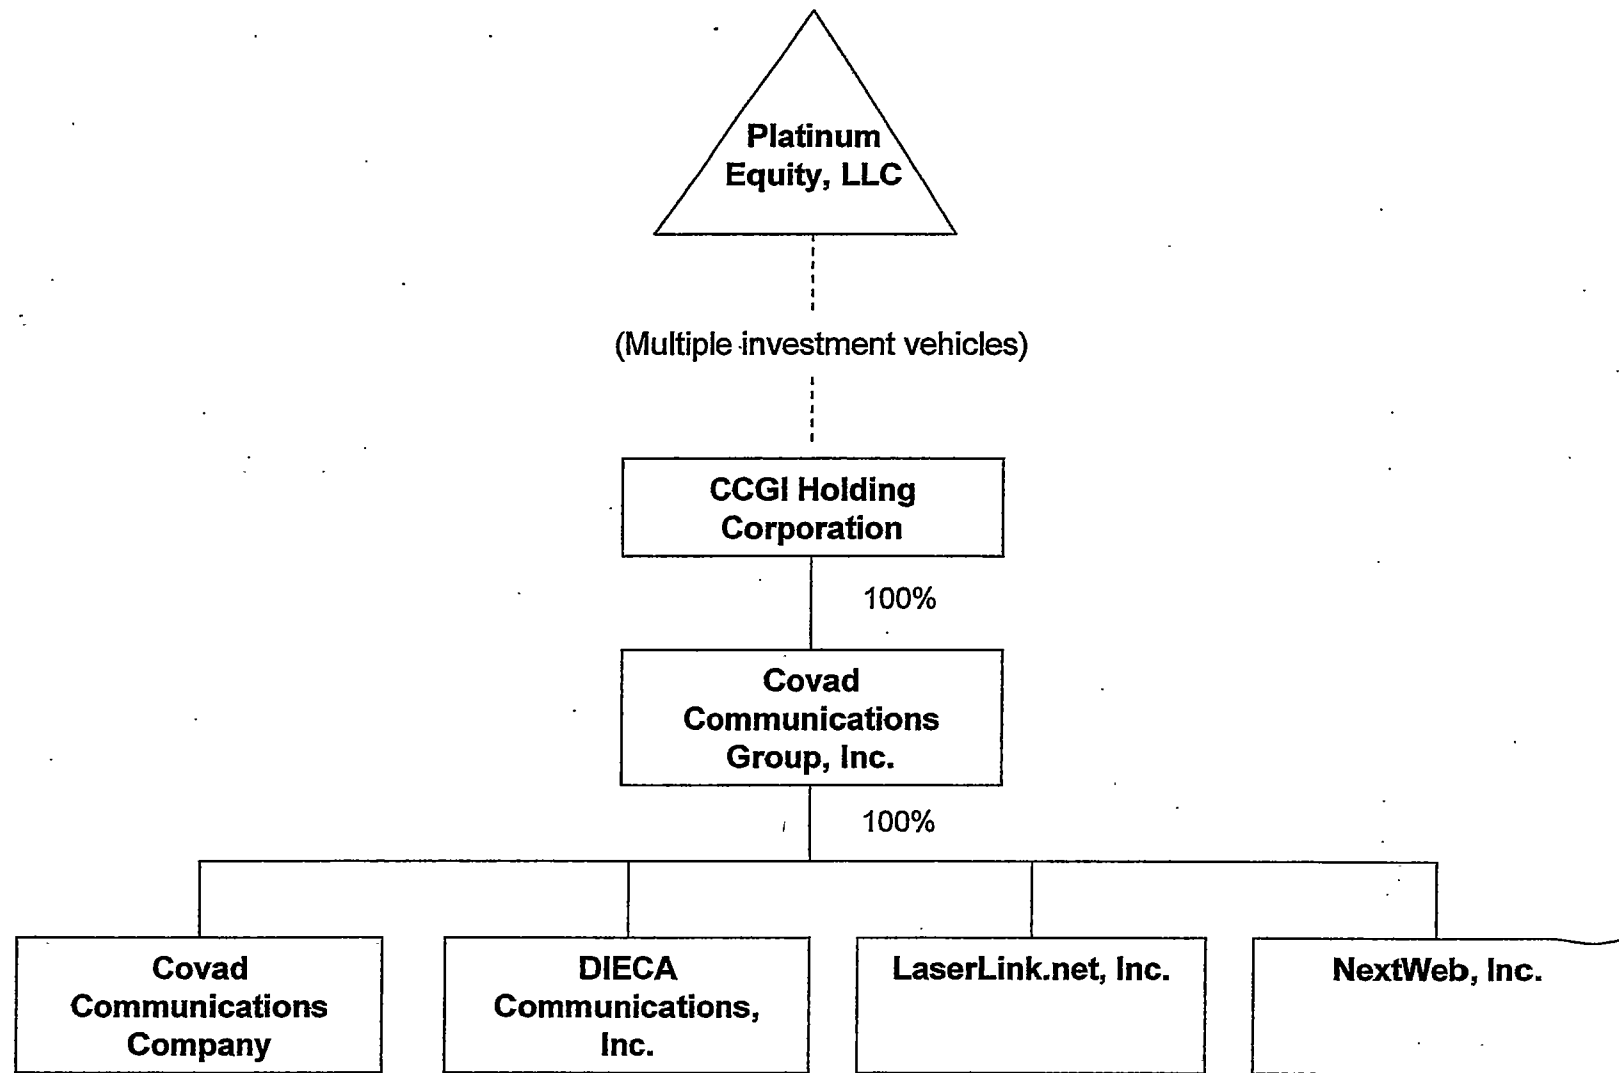 Platinum
Equity, LLC
(Multiple investment vehicles)
CCGI Holding
Corporation
100%
Covad
Communications
Group, Inc.
100%
Covad
Communications
Company
DIECA
Communications,
Inc.
LaserLink.net, Inc.
NextWeb, Inc.